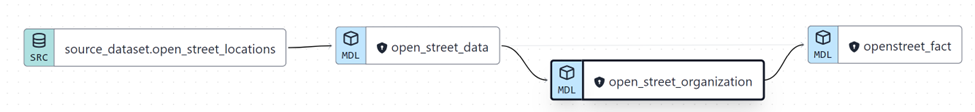 SRC source_dataset.open_street_locations
MDL open_street_data
MDL open_street_organization
MDL openstreet_fact